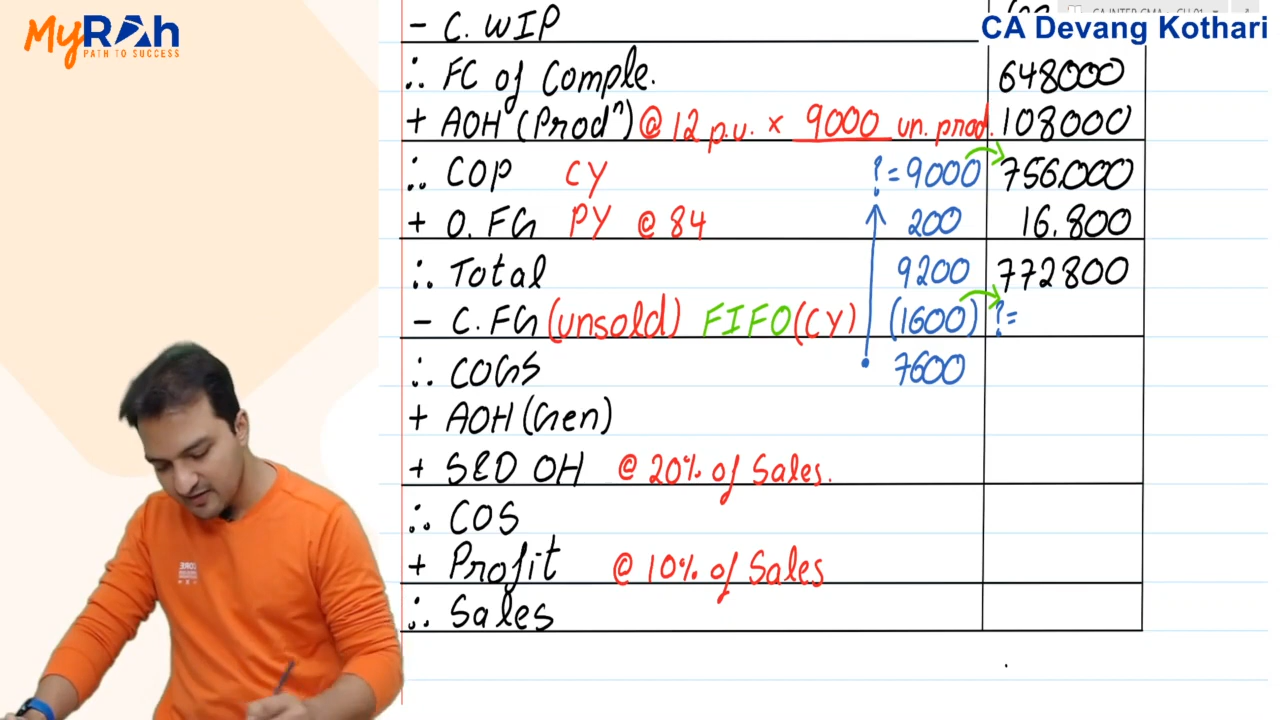 MyRAh
PATH TO SUCCESS
CA Devang Kothari
- C. WIP
∴ FC of Comple. 648000
+ AOH (Prodⁿ) @ 12 p.u. × 9000 un. prod. 108000
∴ COP CY ? = 9000 756000
+ O. FG PY @ 84 200 16.800
∴ Total 9200 772800
- C. FG (unsold) FIFO (CY) (1600) ? =
∴ COGS 7600
+ AOH (Gen)
+ S&D OH @ 20% of Sales.
∴ COS
+ Profit @ 10% of Sales
∴ Sales